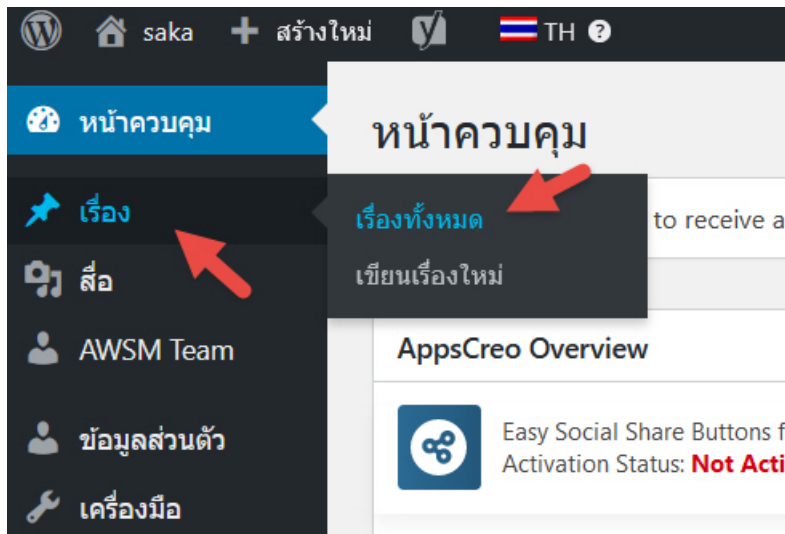 saka + สร้างใหม่ TH ?
หน้าควบคุม
หน้าควบคุม
เรื่อง
เรื่องทั้งหมด
to receive a
เขียนเรื่องใหม่
สื่อ
AWSM Team
AppsCreo Overview
ข้อมูลส่วนตัว
Easy Social Share Buttons f
Activation Status: Not Acti
เครื่องมือ